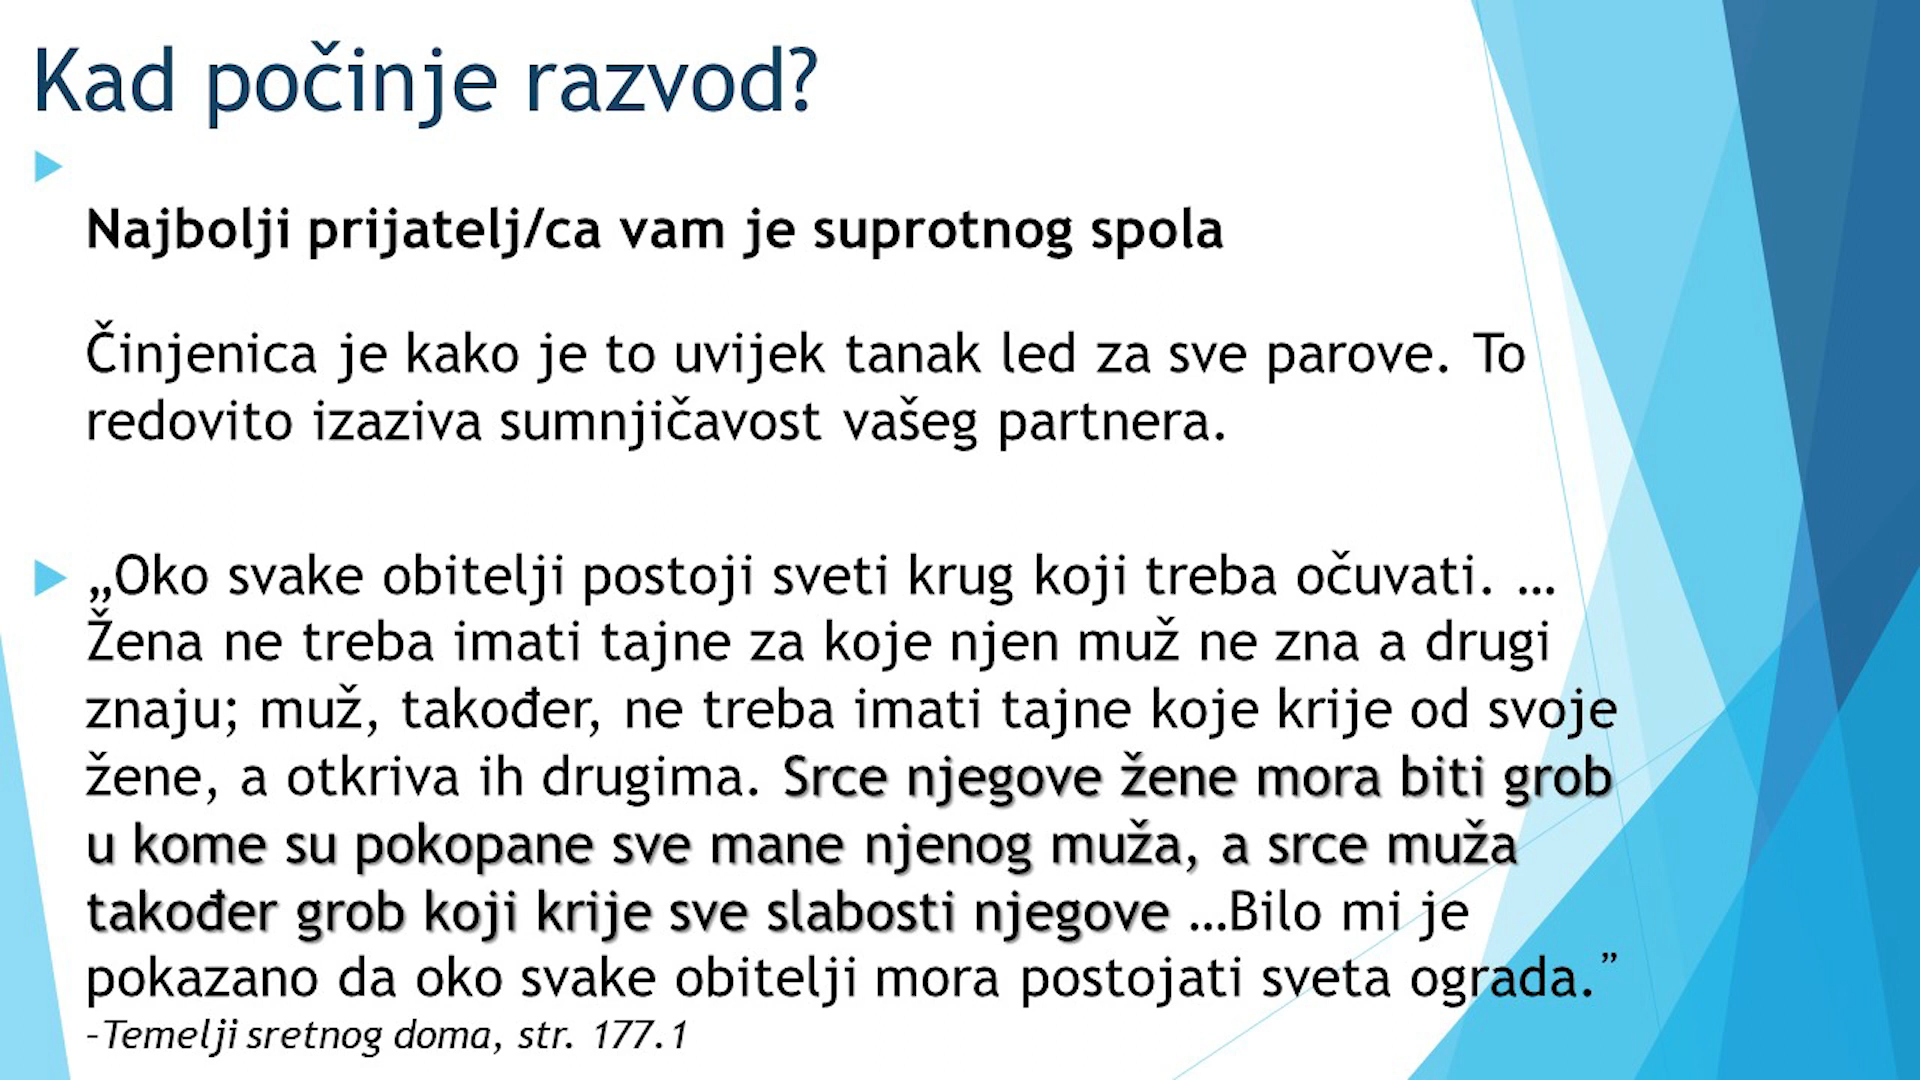 Kad počinje razvod?
Najbolji prijatelj/ca vam je suprotnog spola
Činjenica je kako je to uvijek tanak led za sve parove. To
redovito izaziva sumnjičavost vašeg partnera.
„Oko svake obitelji postoji sveti krug koji treba očuvati. …
Žena ne treba imati tajne za koje njen muž ne zna a drugi
znaju; muž, također, ne treba imati tajne koje krije od svoje
žene, a otkriva ih drugima. Srce njegove žene mora biti grob
u kome su pokopane sve mane njenog muža, a srce muža
također grob koji krije sve slabosti njegove …Bilo mi je
pokazano da oko svake obitelji mora postojati sveta ograda.”
–Temelji sretnog doma, str. 177.1